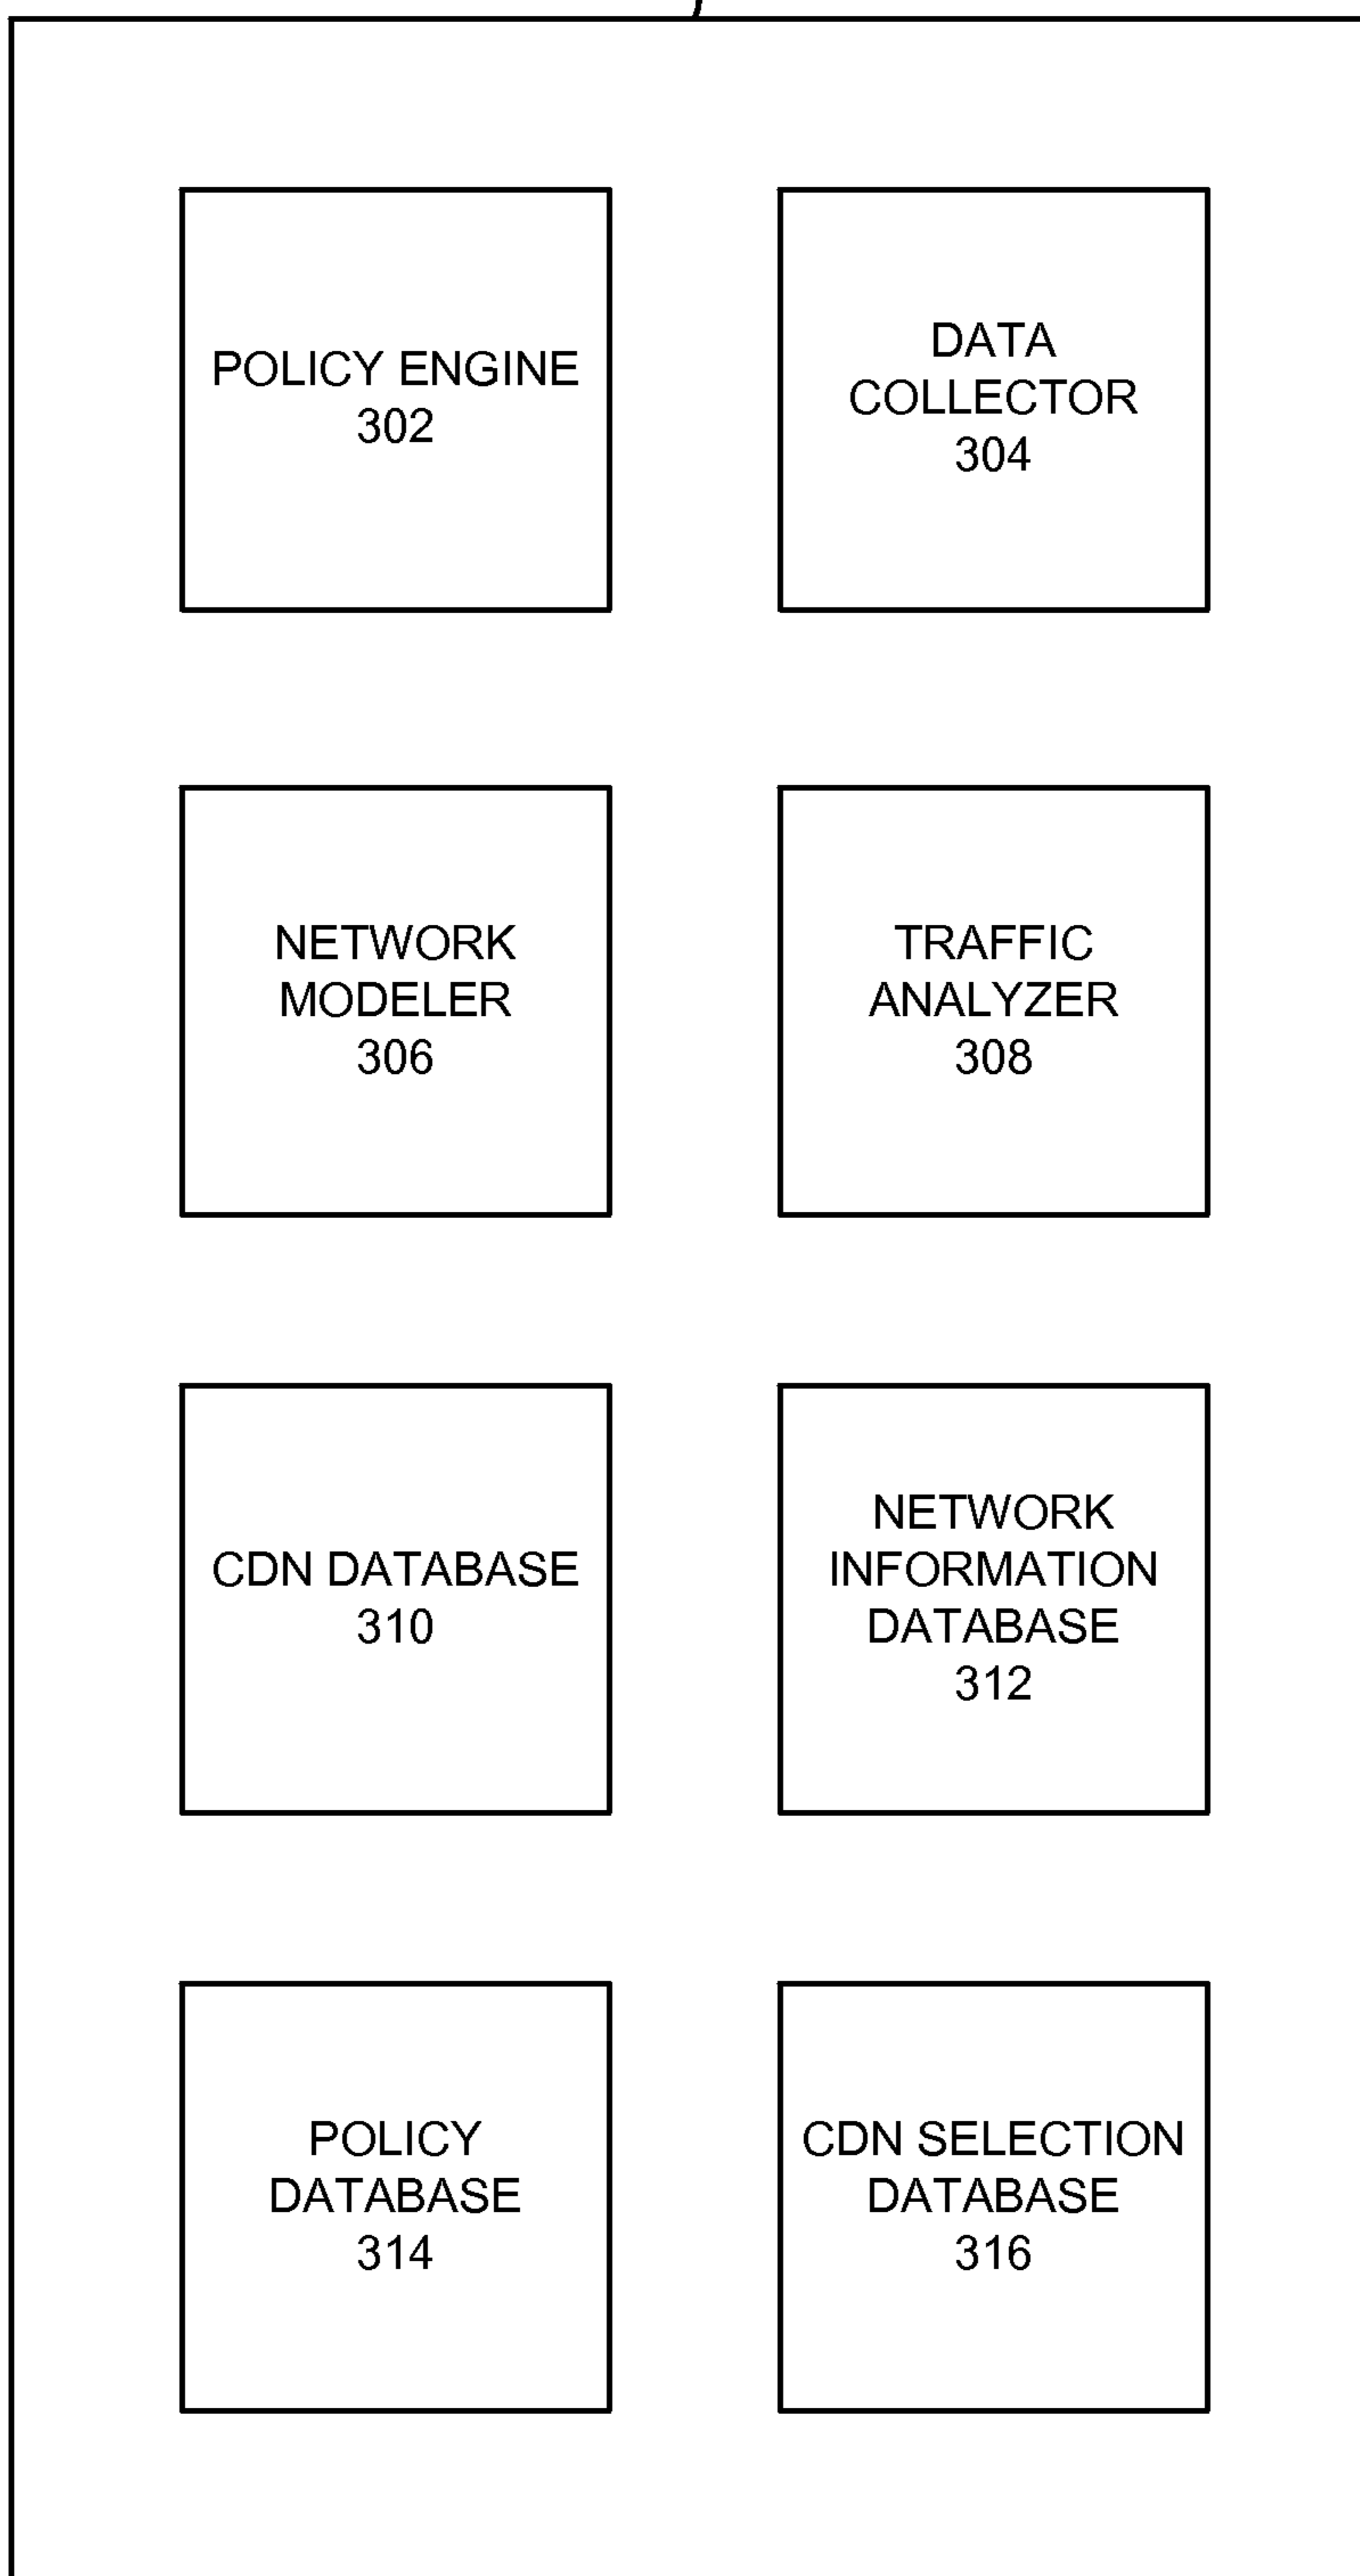 POLICY ENGINE
302
DATA
COLLECTOR
304
NETWORK
MODELER
306
TRAFFIC
ANALYZER
308
CDN DATABASE
310
NETWORK
INFORMATION
DATABASE
312
POLICY
DATABASE
314
CDN SELECTION
DATABASE
316